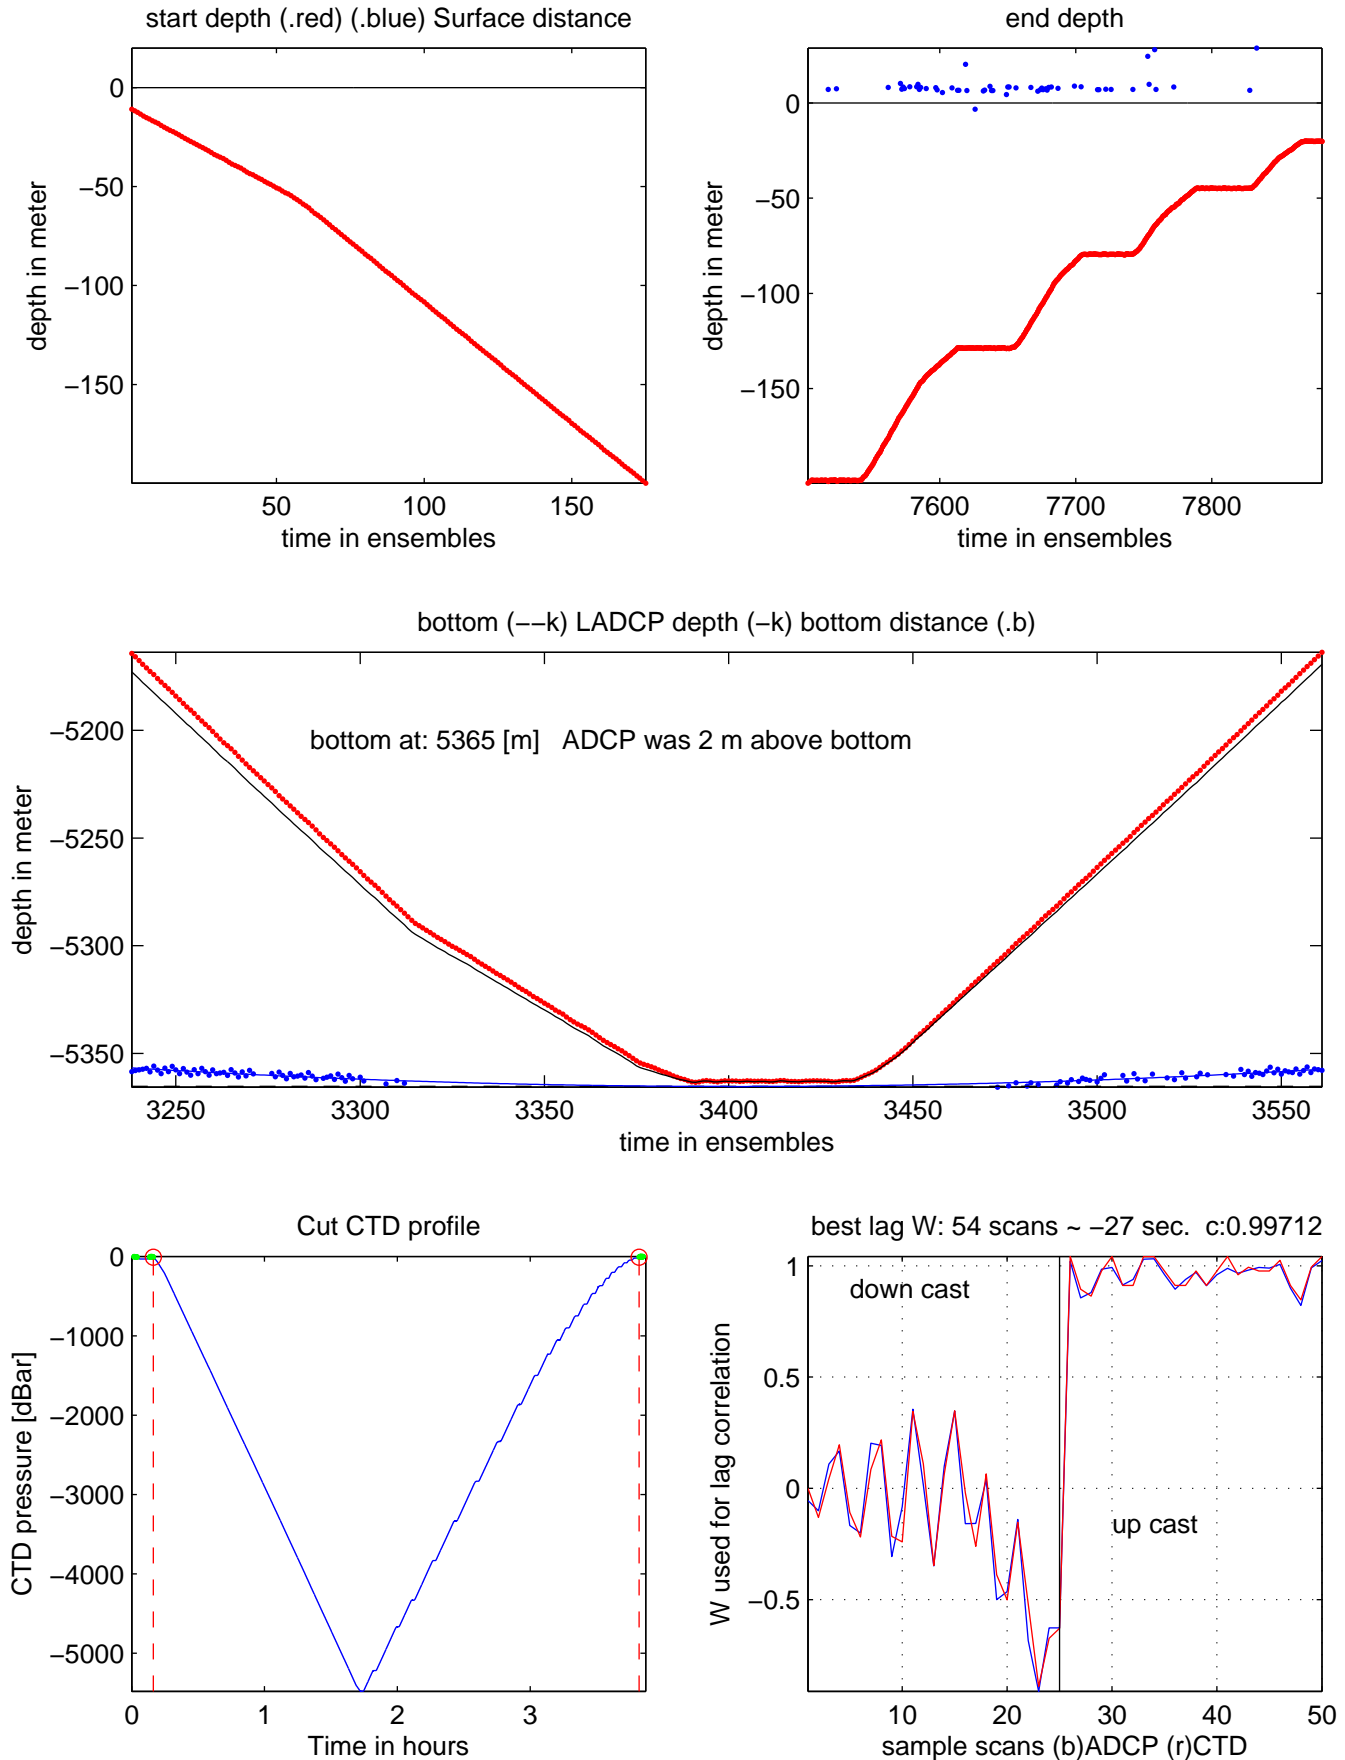 start depth (.red) (.blue) Surface distance
0
−50
−100
−150
depth in meter
50
100
150
time in ensembles
end depth
0
−50
−100
−150
depth in meter
7600
7700
7800
time in ensembles
bottom (−−k) LADCP depth (−k) bottom distance (.b)
bottom at: 5365 [m]   ADCP was 2 m above bottom
−5200
−5250
−5300
−5350
depth in meter
3250
3300
3350
3400
3450
3500
3550
time in ensembles
Cut CTD profile
0
−1000
−2000
−3000
−4000
−5000
CTD pressure [dBar]
0
1
2
3
Time in hours
best lag W: 54 scans ~ −27 sec.  c:0.99712
down cast
up cast
1
0.5
0
−0.5
W used for lag correlation
10
20
30
40
50
sample scans (b)ADCP (r)CTD